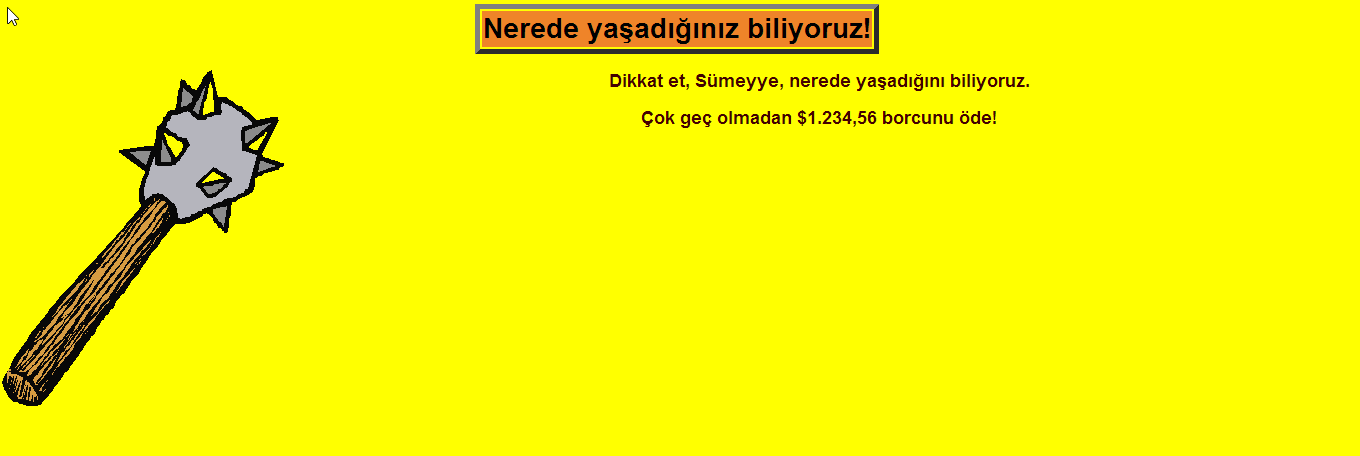 Nerede yaşadığınız biliyoruz!
Dikkat et, Sümeyye, nerede yaşadığını biliyoruz.
Çok geç olmadan $1.234,56 borcunu öde!